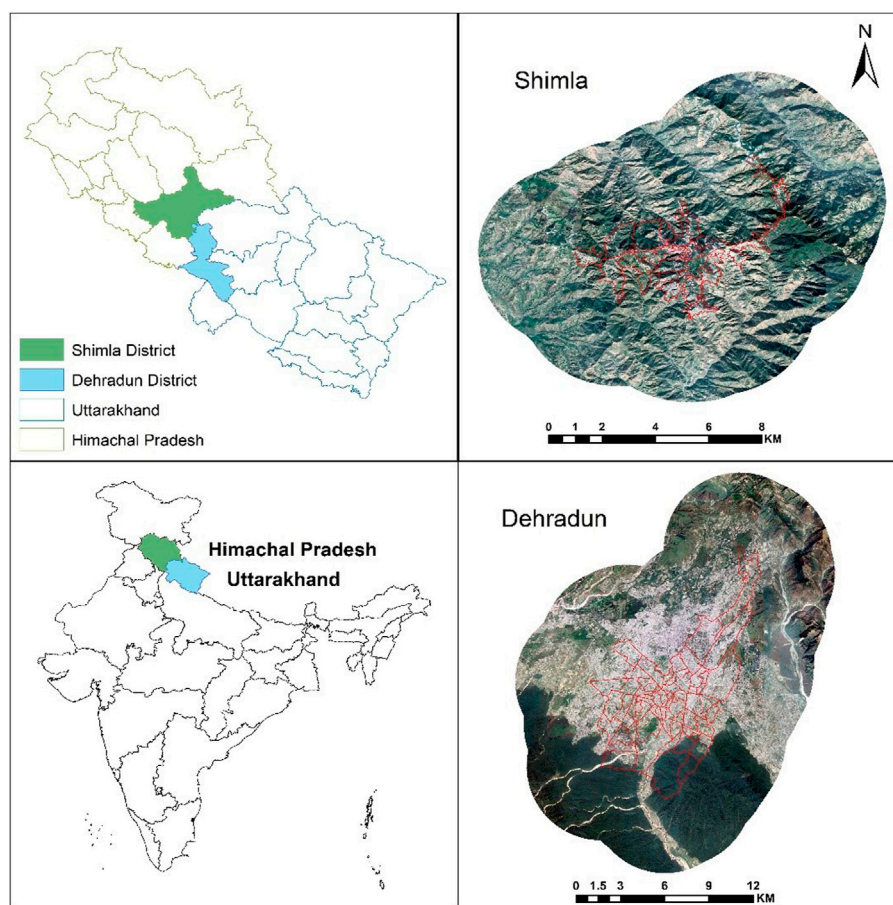 N
Shimla
Shimla District
Dehradun District
Uttarakhand
Himachal Pradesh
0 1 2 4 6 8
KM
Himachal Pradesh
Uttarakhand
Dehradun
0 1.5 3 6 9 12
KM